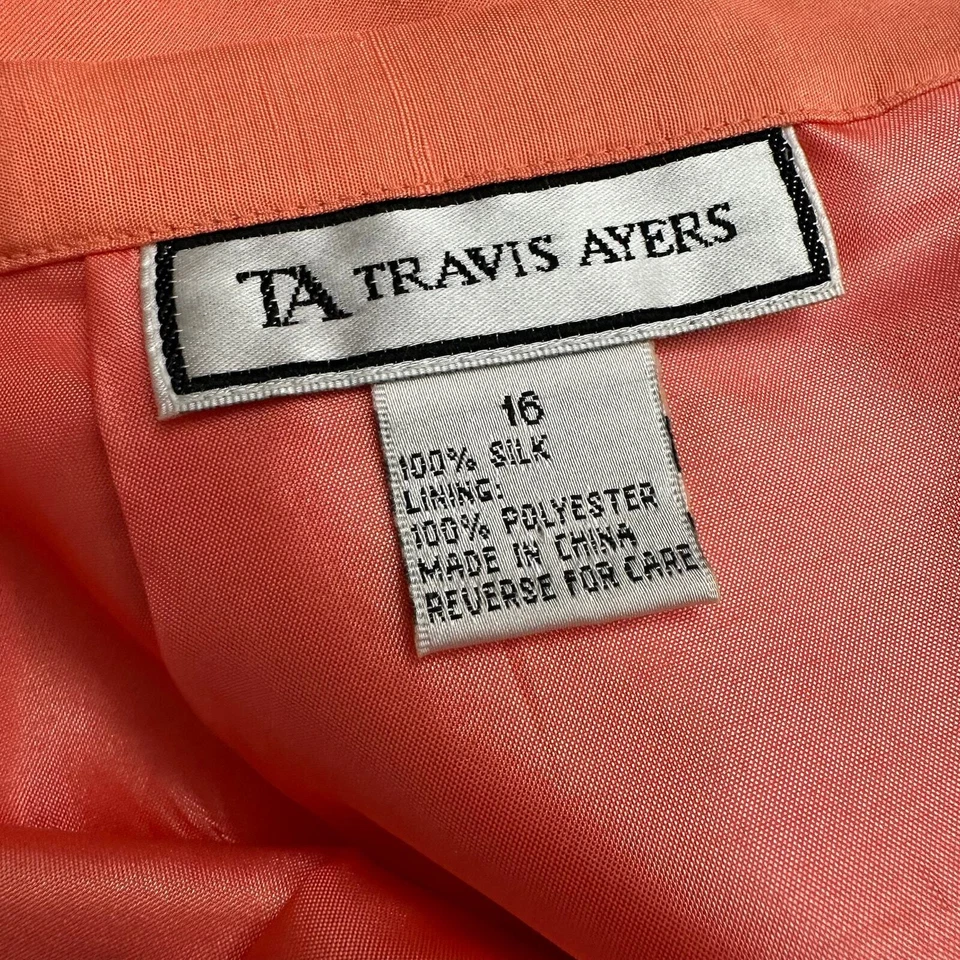 TA TRAVIS AYERS
16
100% SILK
LINING:
100% POLYESTER
MADE IN CHINA
REVERSE FOR CARE